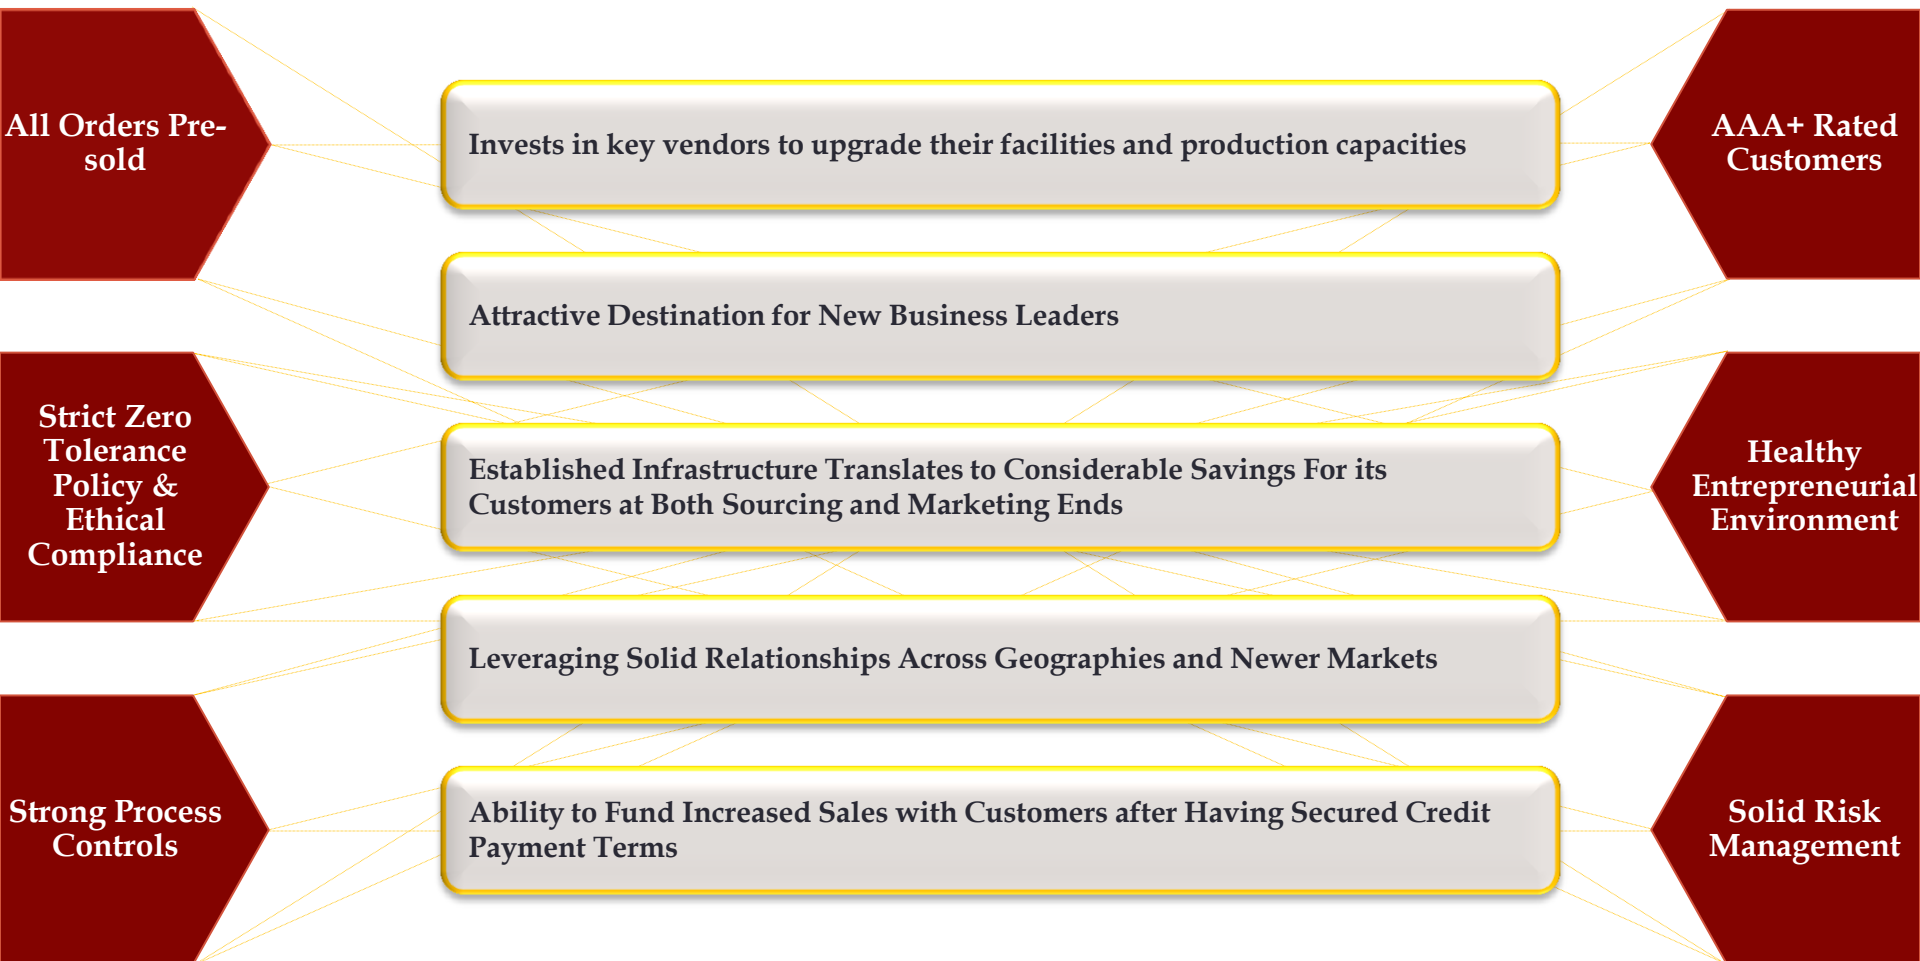 All Orders Pre-
sold
Strict Zero
Tolerance
Policy &
Ethical
Compliance
Strong Process
Controls
Invests in key vendors to upgrade their facilities and production capacities
Attractive Destination for New Business Leaders
Established Infrastructure Translates to Considerable Savings For its
Customers at Both Sourcing and Marketing Ends
Leveraging Solid Relationships Across Geographies and Newer Markets
Ability to Fund Increased Sales with Customers after Having Secured Credit
Payment Terms
AAA+ Rated
Customers
Healthy
Entrepreneurial
Environment
Solid Risk
Management